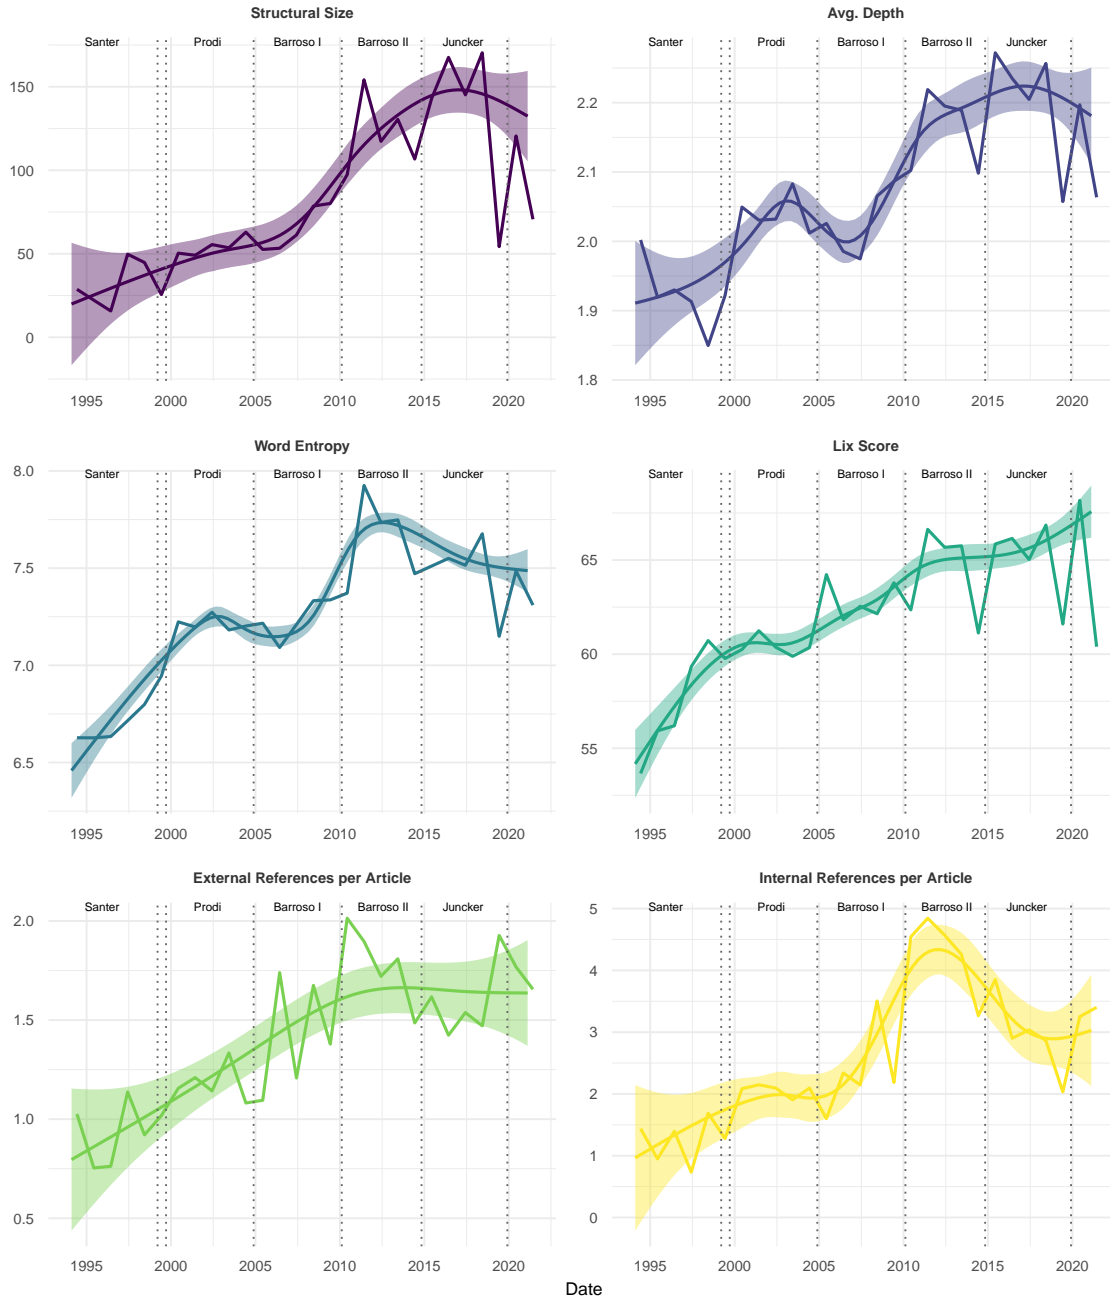 Structural Size
Avg. Depth
Santer Prodi Barroso I Barroso II Juncker
Santer Prodi Barroso I Barroso II Juncker
150
100
50
0
2.2
2.1
2.0
1.9
1.8
1995 2000 2005 2010 2015 2020
1995 2000 2005 2010 2015 2020
Word Entropy
Lix Score
Santer Prodi Barroso I Barroso II Juncker
Santer Prodi Barroso I Barroso II Juncker
8.0
7.5
7.0
6.5
65
60
55
1995 2000 2005 2010 2015 2020
1995 2000 2005 2010 2015 2020
External References per Article
Internal References per Article
Santer Prodi Barroso I Barroso II Juncker
Santer Prodi Barroso I Barroso II Juncker
2.0
1.5
1.0
0.5
5
4
3
2
1
0
1995 2000 2005 2010 2015 2020
1995 2000 2005 2010 2015 2020
Date